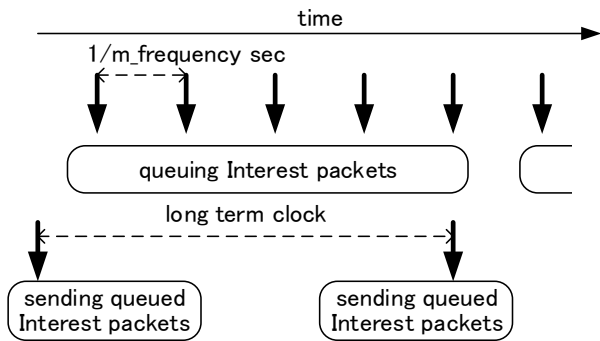 time
1/m_frequency sec
queuing Interest packets
long term clock
sending queued
Interest packets
sending queued
Interest packets